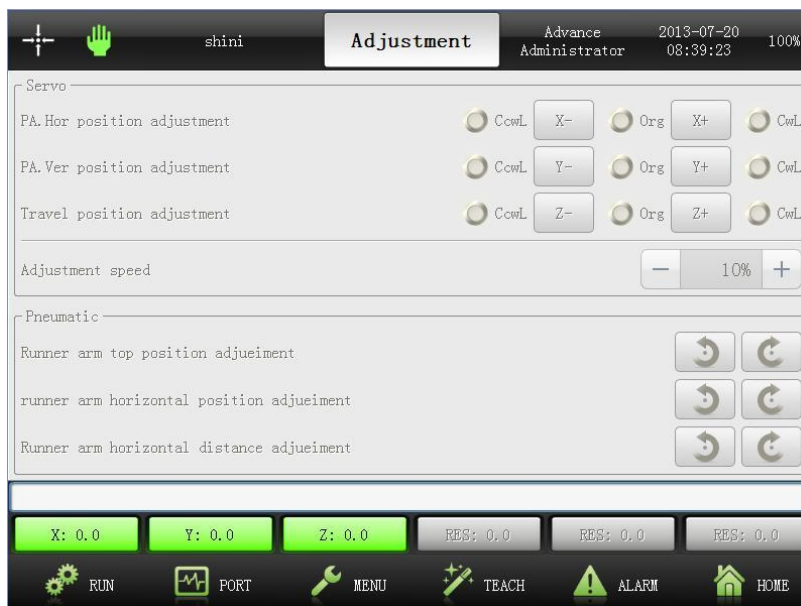 shini Adjustment Advance Administrator 2013-07-20 08:39:23 100%
Servo
PA.Hor position adjustment CcwL X- Org X+ CwL
PA.Ver position adjustment CcwL Y- Org Y+ CwL
Travel position adjustment CcwL Z- Org Z+ CwL
Adjustment speed - 10% +
Pneumatic
Runner arm top position adjueiment
runner arm horizontal position adjueiment
Runner arm horizontal distance adjueiment
X: 0.0 Y: 0.0 Z: 0.0 RES: 0.0 RES: 0.0 RES: 0.0
RUN PORT MENU TEACH ALARM HOME